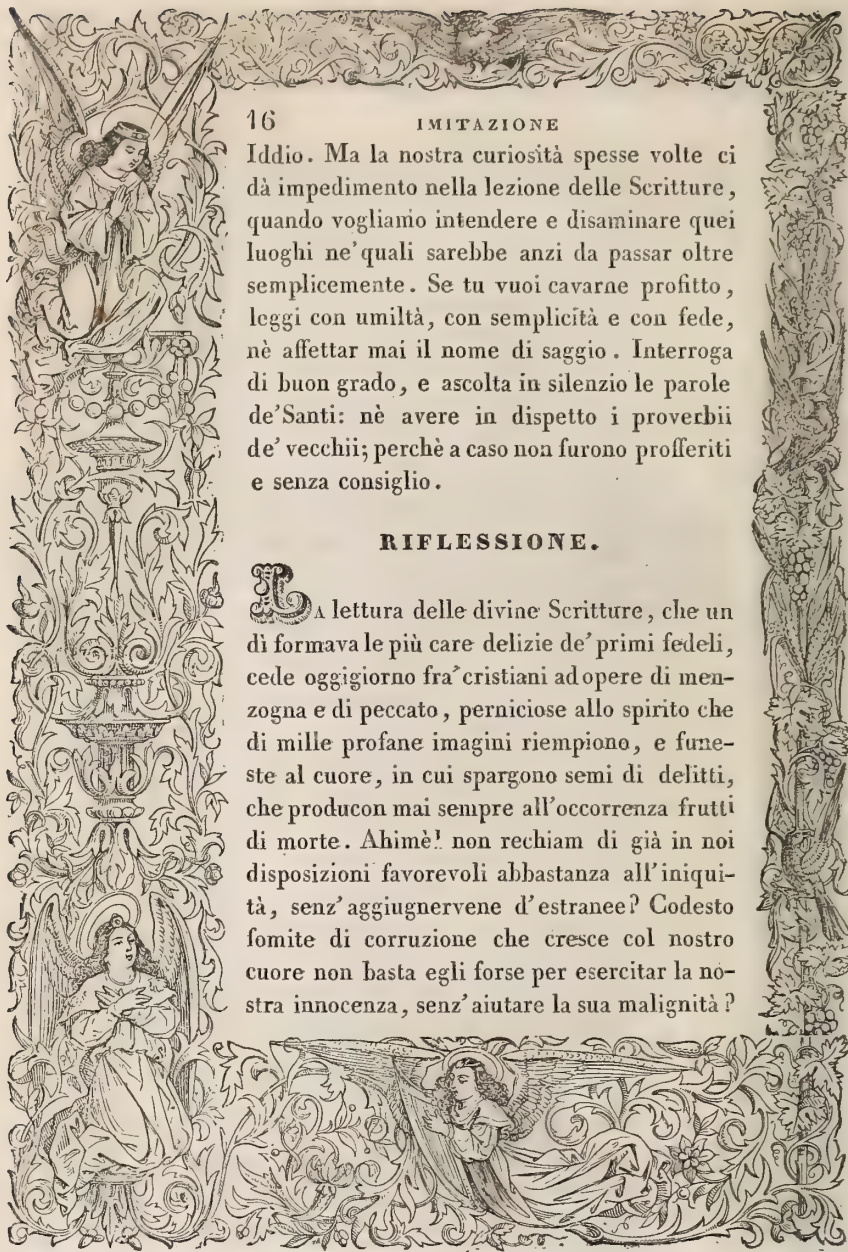 16 IMITAZIONE
Iddio. Ma la nostra curiosità spesse volte ci
dà impedimento nella lezione delle Scritture,
quando vogliamo intendere e disaminare quei
luoghi ne' quali sarebbe anzi da passar oltre
semplicemente. Se tu vuoi cavarne profitto,
leggi con umiltà, con semplicità e con fede,
nè affettar mai il nome di saggio. Interroga
di buon grado, e ascolta in silenzio le parole
de' Santi: nè avere in dispetto i proverbii
de' vecchii; perchè a caso non furono profferiti
e senza consiglio.
RIFLESSIONE.
LA lettura delle divine Scritture, che un
dì formava le più care delizie de' primi fedeli,
cede oggigiorno fra' cristiani ad opere di men-
zogna e di peccato, perniciose allo spirito che
di mille profane imagini riempiono, e fune-
ste al cuore, in cui spargono semi di delitti,
che producon mai sempre all'occorrenza frutti
di morte. Ahimè! non rechiam di già in noi
disposizioni favorevoli abbastanza all'iniqui-
tà, senz'aggiugnervene d'estranee? Codesto
fomite di corruzione che cresce col nostro
cuore non basta egli forse per esercitar la no-
stra innocenza, senz'aiutare la sua malignità?